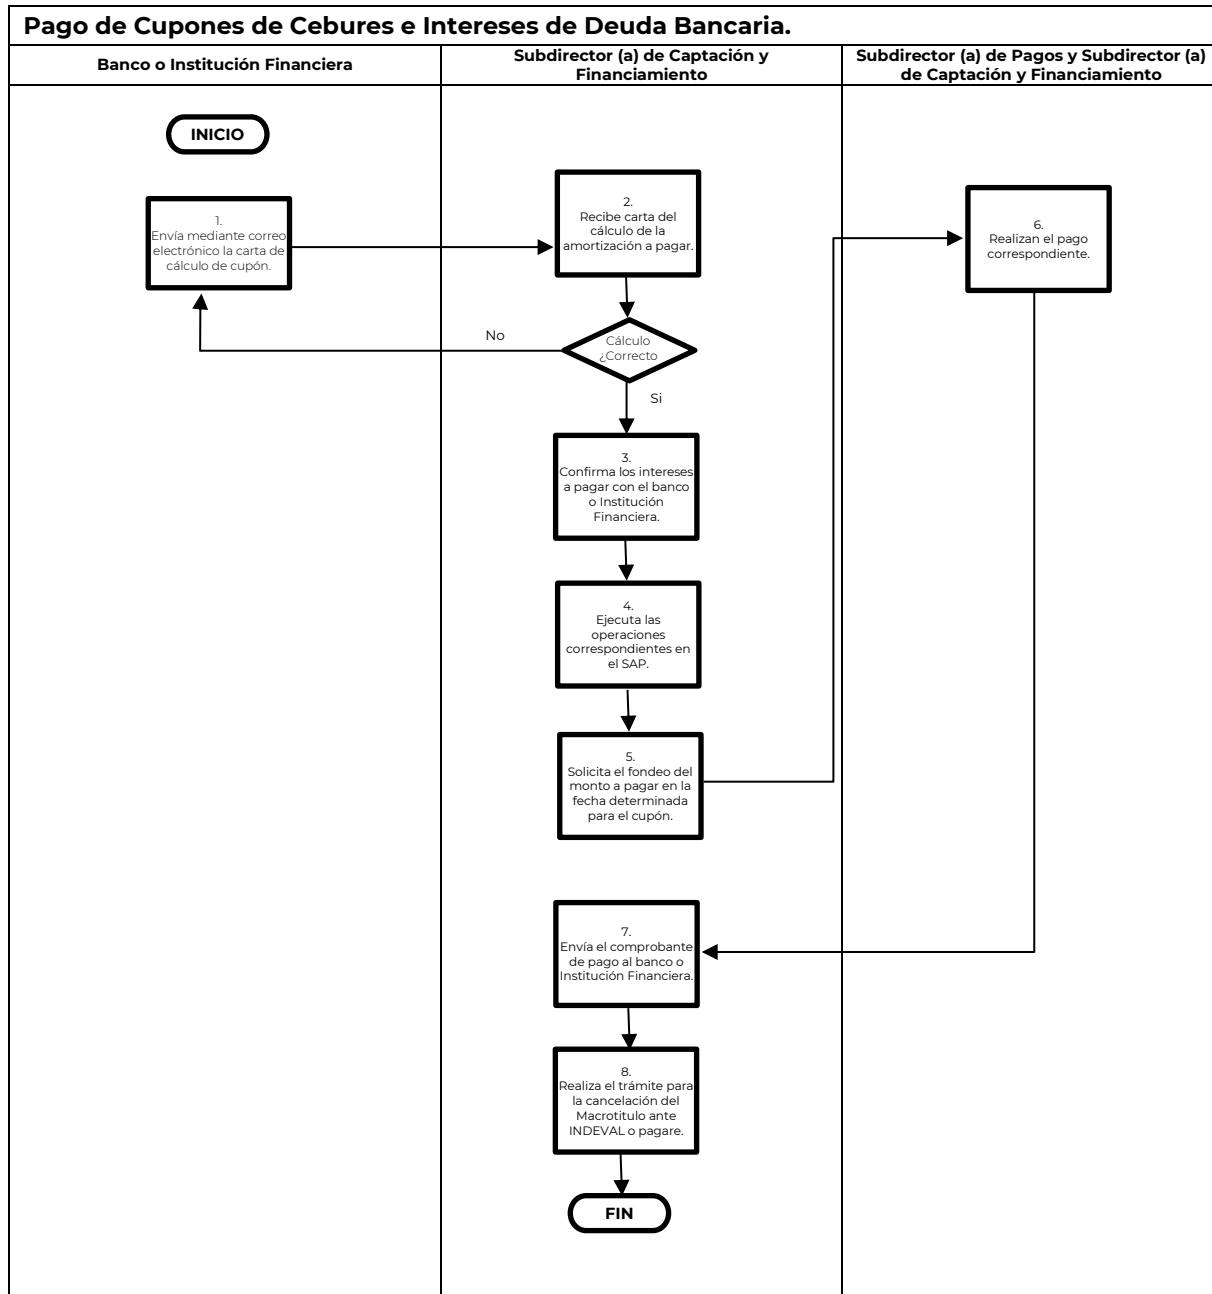 Pago de Cupones de Cebures e Intereses de Deuda Bancaria.
Banco o Institución Financiera
Subdirector (a) de Captación y
Financiamiento
Subdirector (a) de Pagos y Subdirector (a)
de Captación y Financiamiento
INICIO
1.
Envía mediante correo
electrónico la carta de
cálculo de cupón.
2.
Recibe carta del
cálculo de la
amortización a pagar.
Cálculo
¿Correcto
No
Si
3.
Confirma los intereses
a pagar con el banco
o Institución
Financiera.
4.
Ejecuta las
operaciones
correspondientes en
el SAP.
5.
Solicita el fondeo del
monto a pagar en la
fecha determinada
para el cupón.
6.
Realizan el pago
correspondiente.
7.
Envía el comprobante
de pago al banco o
Institución Financiera.
8.
Realiza el trámite para
la cancelación del
Macrotitulo ante
INDEVAL o pagare.
FIN